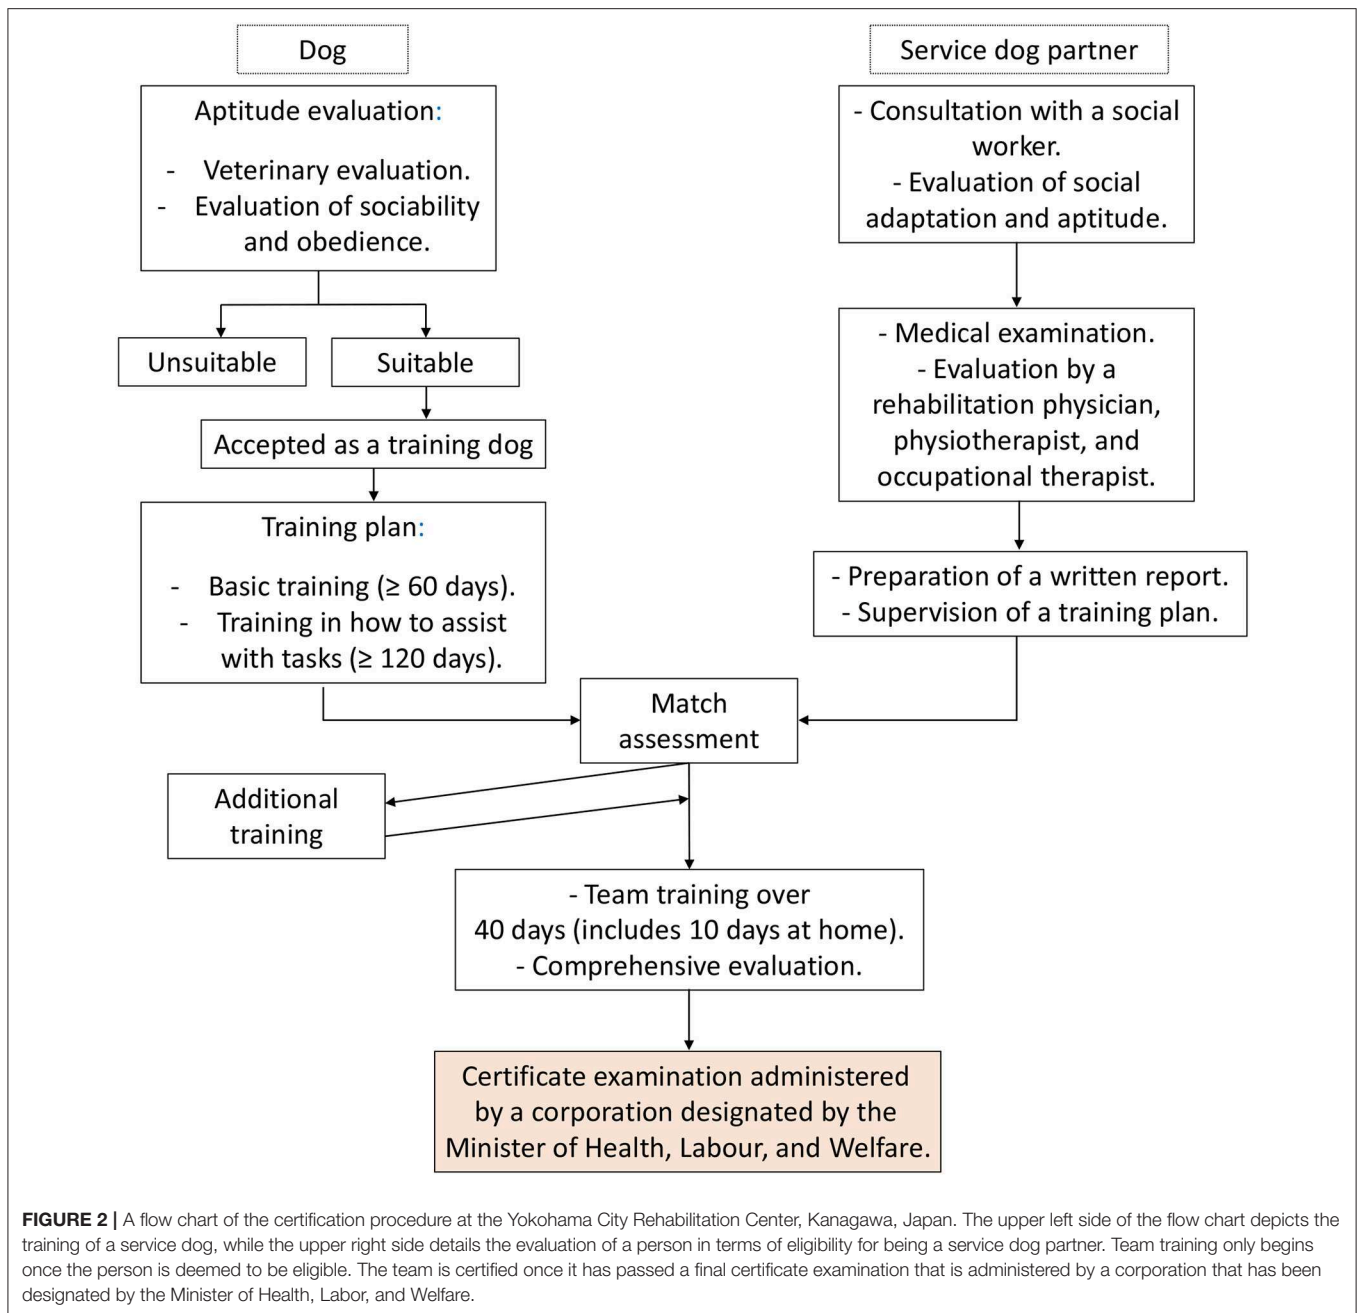 Dog
Aptitude evaluation:
- Veterinary evaluation.
- Evaluation of sociability
and obedience.
Unsuitable
Suitable
Accepted as a training dog
Training plan:
- Basic training (≥ 60 days).
- Training in how to assist
with tasks (≥ 120 days).
Service dog partner
- Consultation with a social
worker.
- Evaluation of social
adaptation and aptitude.
- Medical examination.
- Evaluation by a
rehabilitation physician,
physiotherapist, and
occupational therapist.
- Preparation of a written report.
- Supervision of a training plan.
Match
assessment
Additional
training
- Team training over
40 days (includes 10 days at home).
- Comprehensive evaluation.
Certificate examination administered
by a corporation designated by the
Minister of Health, Labour, and Welfare.
FIGURE 2 | A flow chart of the certification procedure at the Yokohama City Rehabilitation Center, Kanagawa, Japan. The upper left side of the flow chart depicts the
training of a service dog, while the upper right side details the evaluation of a person in terms of eligibility for being a service dog partner. Team training only begins
once the person is deemed to be eligible. The team is certified once it has passed a final certificate examination that is administered by a corporation that has been
designated by the Minister of Health, Labor, and Welfare.